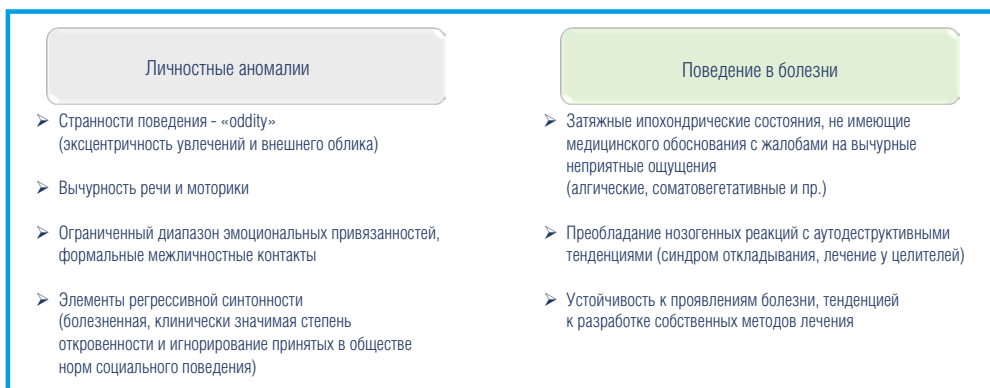 Личностные аномалии
➢ Странности поведения - «oddity»
(эксцентричность увлечений и внешнего облика)
➢ Вычурность речи и моторики
➢ Ограниченный диапазон эмоциональных привязанностей,
формальные межличностные контакты
➢ Элементы регрессивной синтонности
(болезненная, клинически значимая степень
откровенности и игнорирование принятых в обществе
норм социального поведения)
Поведение в болезни
➢ Затяжные ипохондрические состояния, не имеющие
медицинского обоснования с жалобами на вычурные
неприятные ощущения
(алгические, соматовегетативные и пр.)
➢ Преобладание нозогенных реакций с аутодеструктивными
тенденциями (синдром откладывания, лечение у целителей)
➢ Устойчивость к проявлениям болезни, тенденцией
к разработке собственных методов лечения